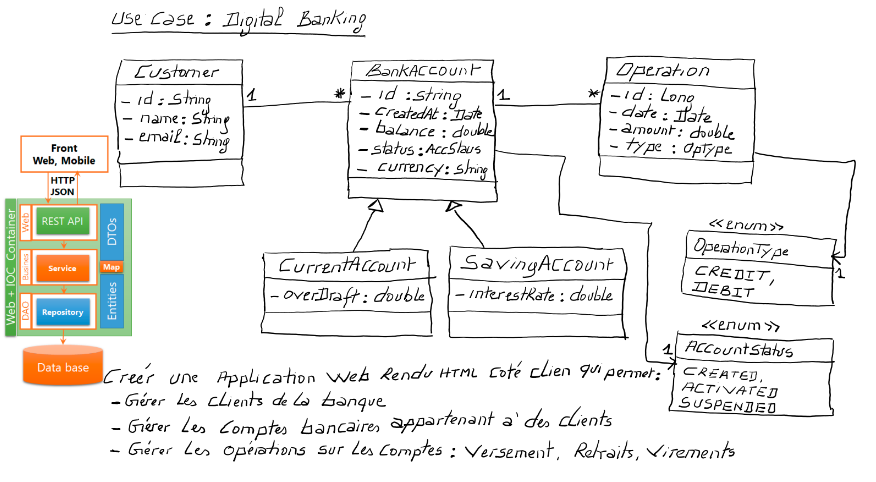 Use Case : Digital Banking
Customer
- id : String
- name : String
- email : String
1
*
BankAccount
- id : String
- createdAt : Date
- balance : double
- status : AccStaus
- currency : String
1
*
Operation
- id : Long
- date : Date
- amount : double
- type : OpType
Front
Web, Mobile
HTTP
JSON
Web + IOC Container
Web
REST API
DTOs
Busines
Service
Map
DAO
Repository
Entities
Data base
CurrentAccount
- overDraft : double
SavingAccount
- interestRate : double
<<enum>>
OperationType
CREDIT,
DEBIT
1
<<enum>>
1
AccountStatus
CREATED,
ACTIVATED
SUSPENDED
Creér une Application Web Rendu HTML Coté Clien qui permet :
- Gérer Les clients de la banque
- Gérer Les Comptes bancaires appartenant à des clients
- Gérer Les opérations sur Les Comptes : Versement, Retraits, Virements